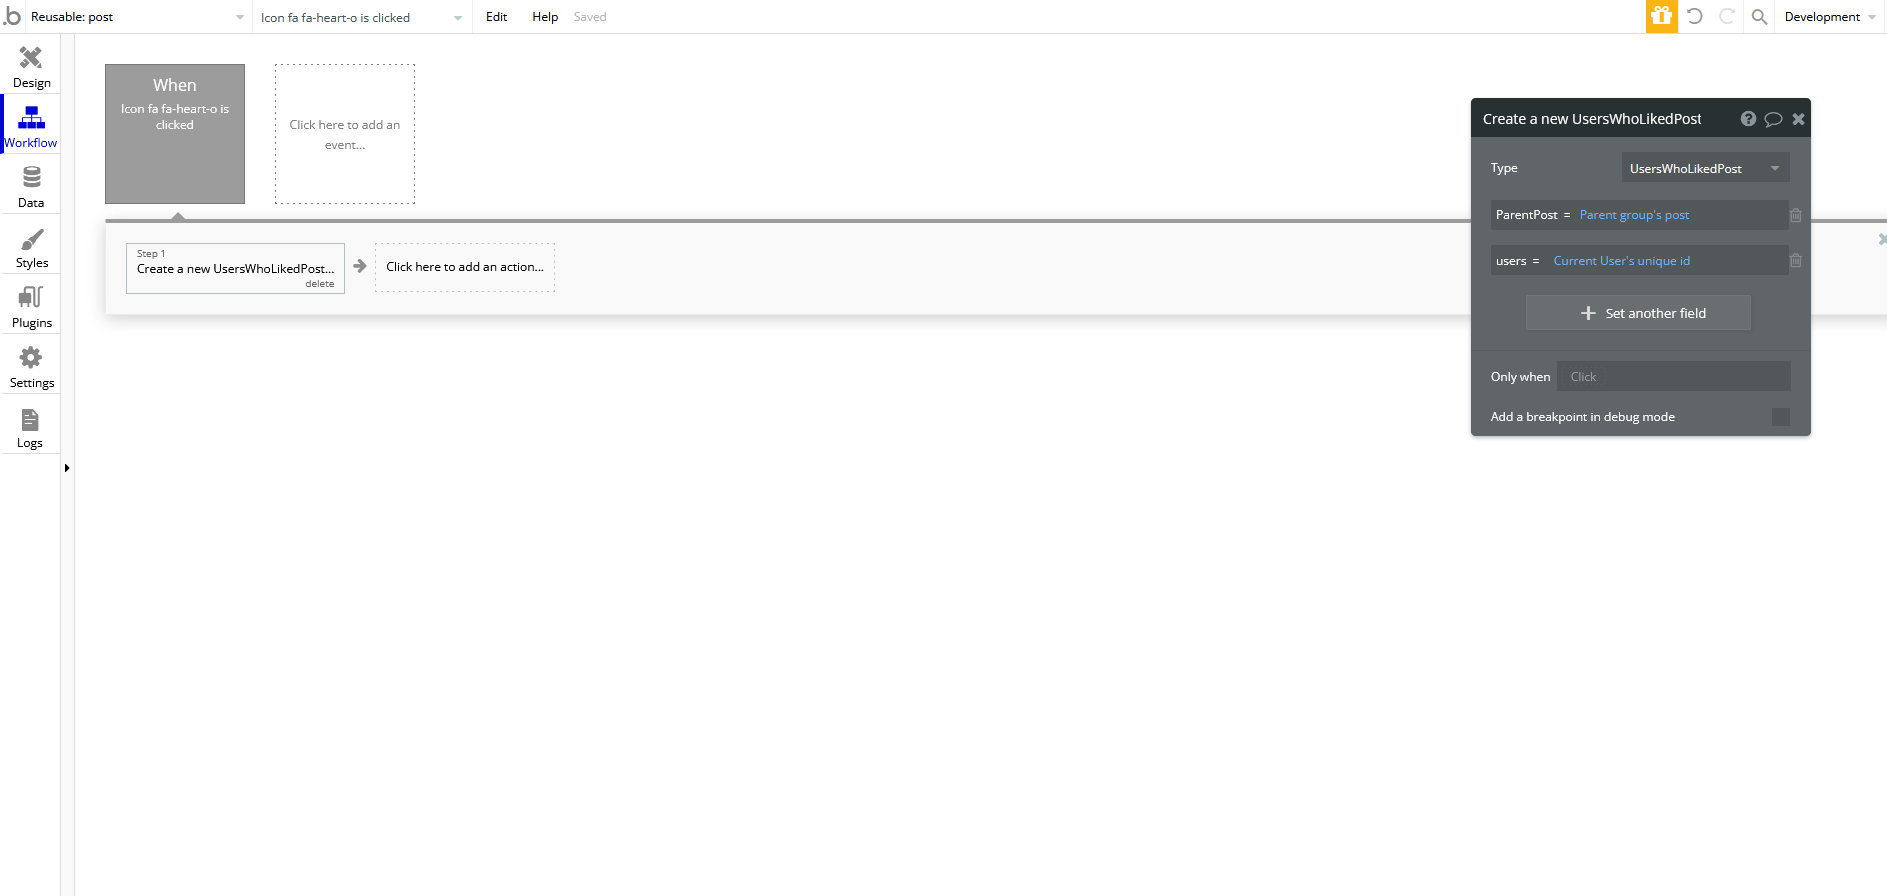 .b Reusable: post Icon fa fa-heart-o is clicked Edit Help Saved Development
Design
Workflow
Data
Styles
Plugins
Settings
Logs
When
Icon fa fa-heart-o is
clicked
Click here to add an
event...
Step 1
Create a new UsersWhoLikedPost...
delete
Click here to add an action...
Create a new UsersWhoLikedPost
Type UsersWhoLikedPost
ParentPost = Parent group's post
users = Current User's unique id
Set another field
Only when Click
Add a breakpoint in debug mode